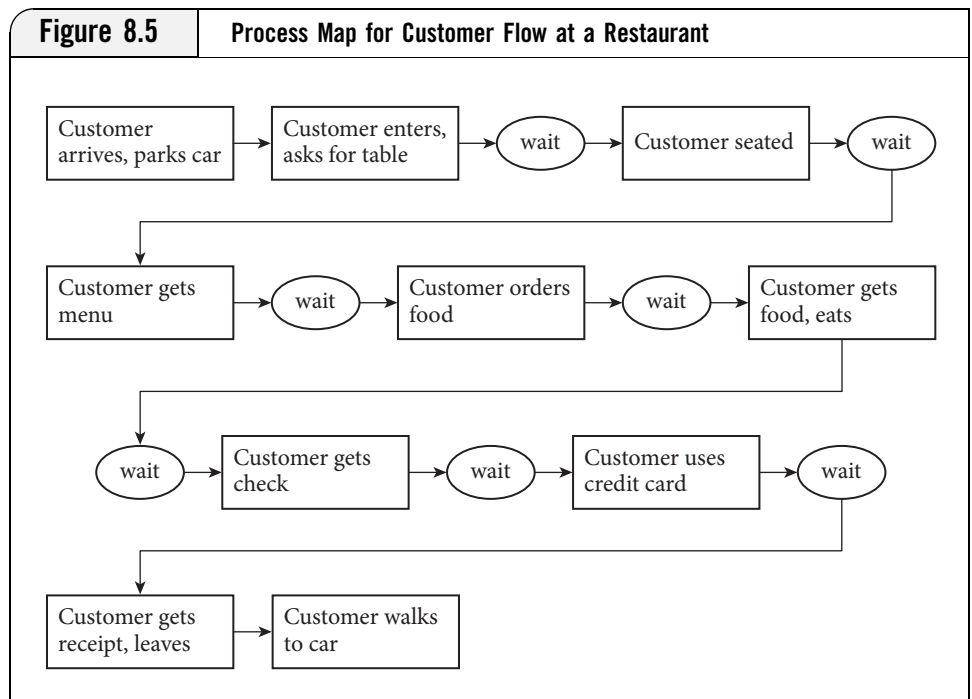 Figure 8.5
Process Map for Customer Flow at a Restaurant
Customer
arrives, parks car
Customer enters,
asks for table
wait
Customer seated
wait
Customer gets
menu
wait
Customer orders
food
wait
Customer gets
food, eats
wait
Customer gets
check
wait
Customer uses
credit card
wait
Customer gets
receipt, leaves
Customer walks
to car